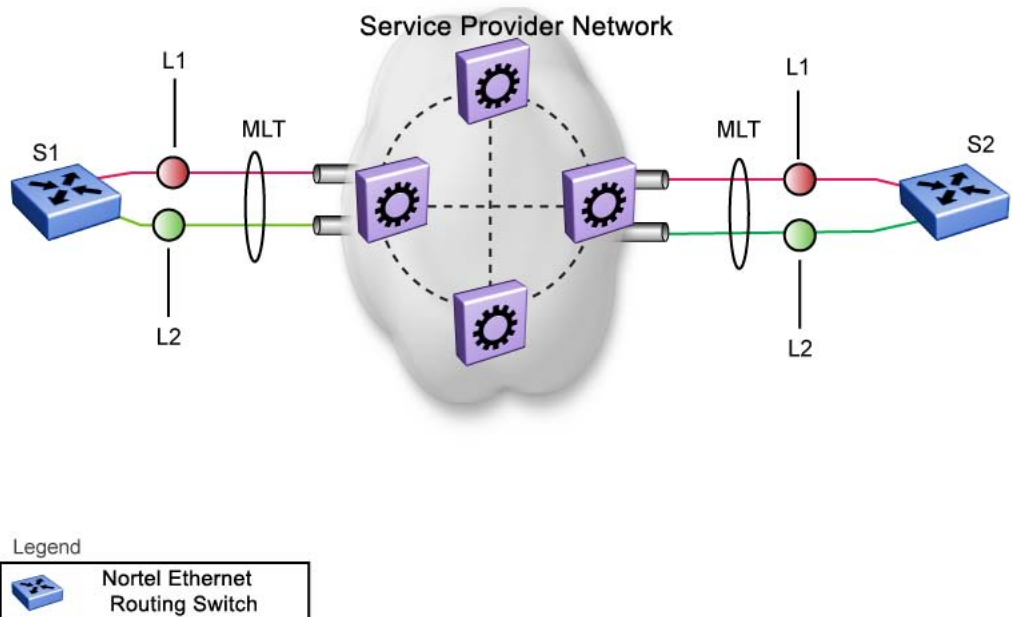 Service Provider Network
L1
L1
MLT
MLT
S1
S2
L2
L2
Legend
Nortel Ethernet
Routing Switch